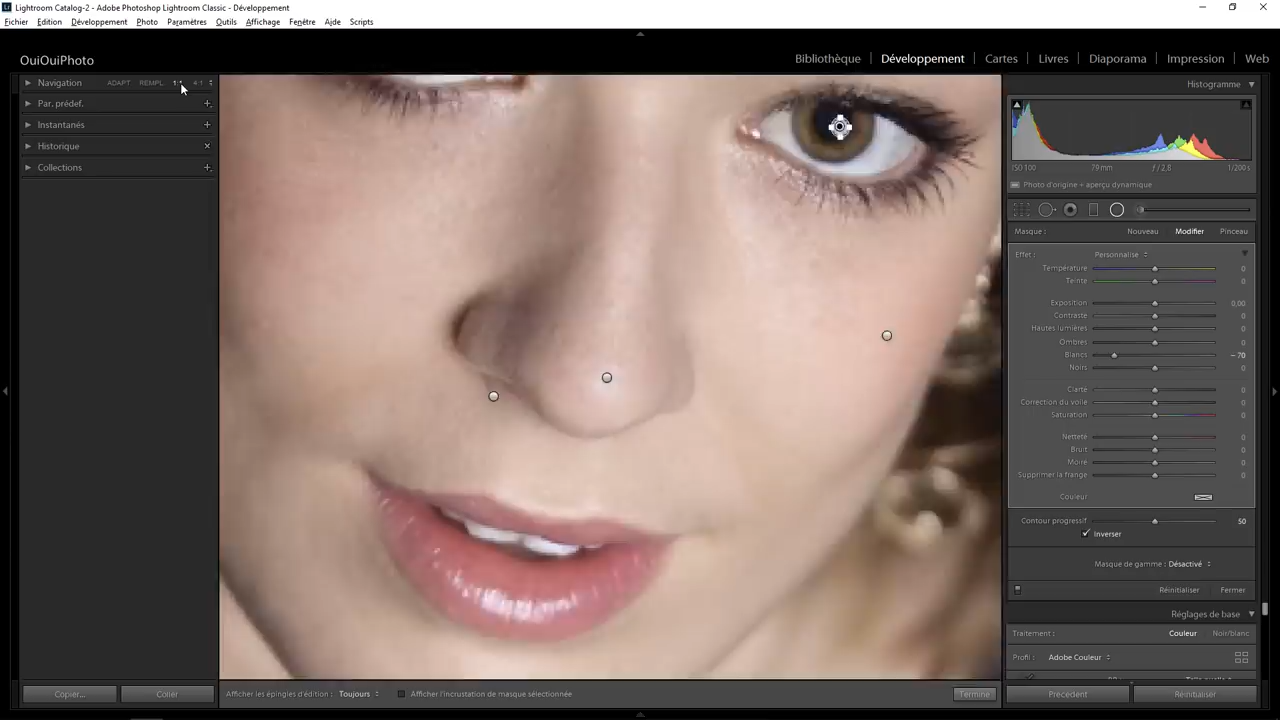 Lightroom Catalog-2 - Adobe Photoshop Lightroom Classic - Développement
Fichier Edition Développement Photo Paramètres Outils Affichage Fenêtre Aide Scripts
OuiOuiPhoto
Bibliothèque Développement Cartes Livres Diaporama Impression Web
Navigation ADAPT REMPL. 1:1 4:1
Par. prédef.
Instantanés
Historique
Collections
Histogramme
ISO 100 79 mm ƒ / 2,8 1/200 s
Photo d'origine + aperçu dynamique
Masque : Nouveau Modifier Pinceau
Effet : Personnalisé
Température 0
Teinte 0
Exposition 0,00
Contraste 0
Hautes lumières 0
Ombres 0
Blancs – 70
Noirs 0
Clarté 0
Correction du voile 0
Saturation 0
Netteté 0
Bruit 0
Moiré 0
Supprimer la frange 0
Couleur
Contour progressif 50
Inverser
Masque de gamme : Désactivé
Réinitialiser Fermer
Réglages de base
Traitement : Couleur Noir/blanc
Profil : Adobe Couleur
Copier... Coller
Afficher les épingles d'édition : Toujours Afficher l'incrustation de masque sélectionnée Terminé
Précédent Réinitialiser